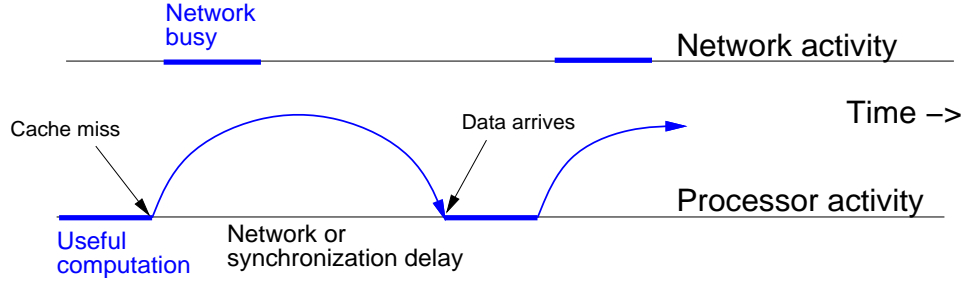 Network
busy
Network activity
Time –>
Cache miss
Data arrives
Processor activity
Useful
computation
Network or
synchronization delay